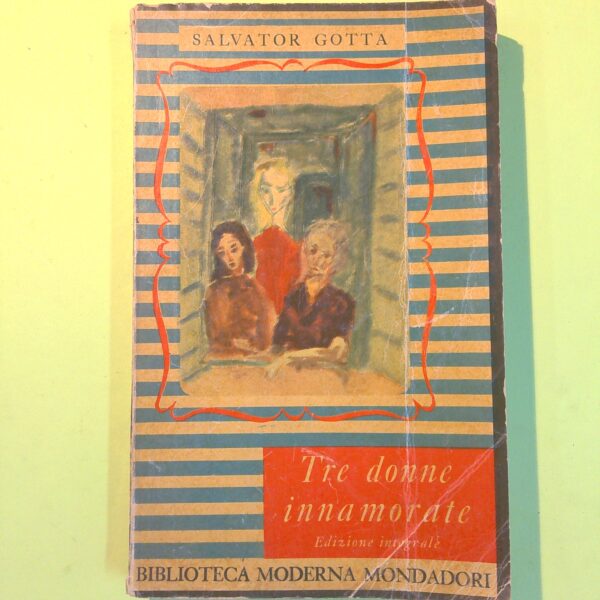 SALVATOR GOTTA
Tre donne
innamorate
Edizione integrale
BIBLIOTECA MODERNA MONDADORI